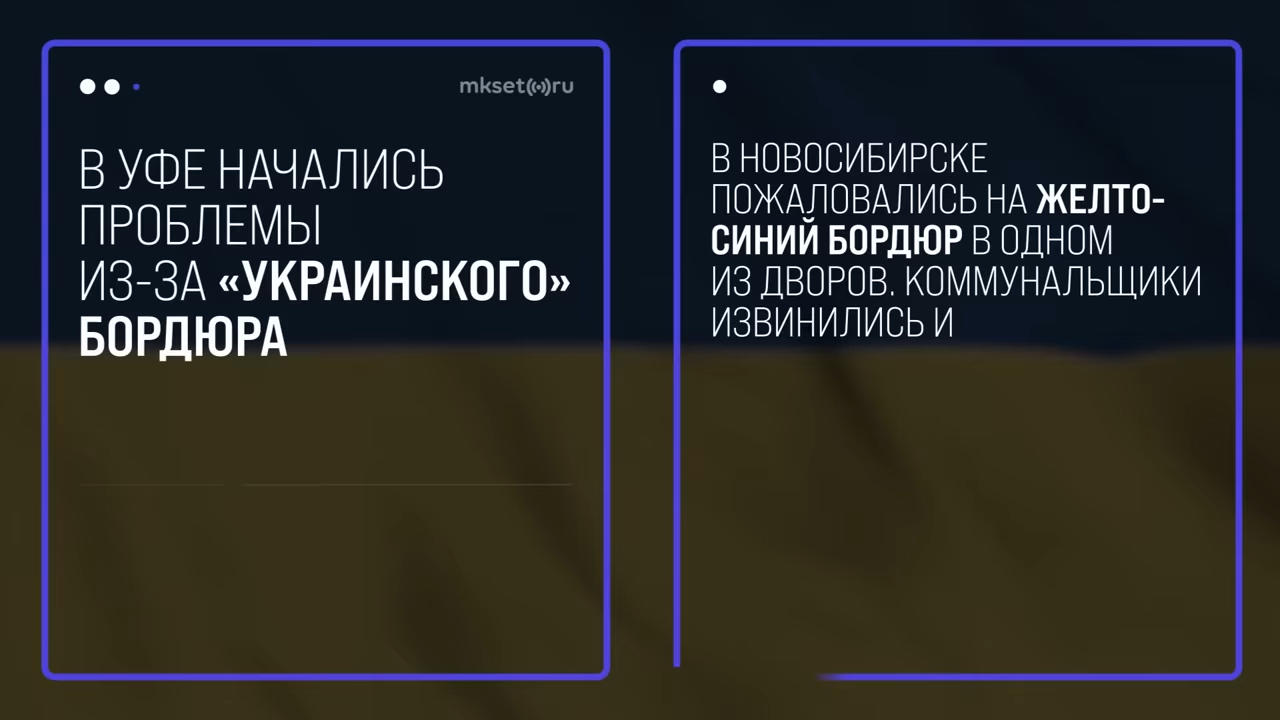 mkset((•))ru
В УФЕ НАЧАЛИСЬ
ПРОБЛЕМЫ
ИЗ-ЗА «УКРАИНСКОГО»
БОРДЮРА
В НОВОСИБИРСКЕ
ПОЖАЛОВАЛИСЬ НА ЖЕЛТО-
СИНИЙ БОРДЮР В ОДНОМ
ИЗ ДВОРОВ. КОММУНАЛЬЩИКИ
ИЗВИНИЛИСЬ И